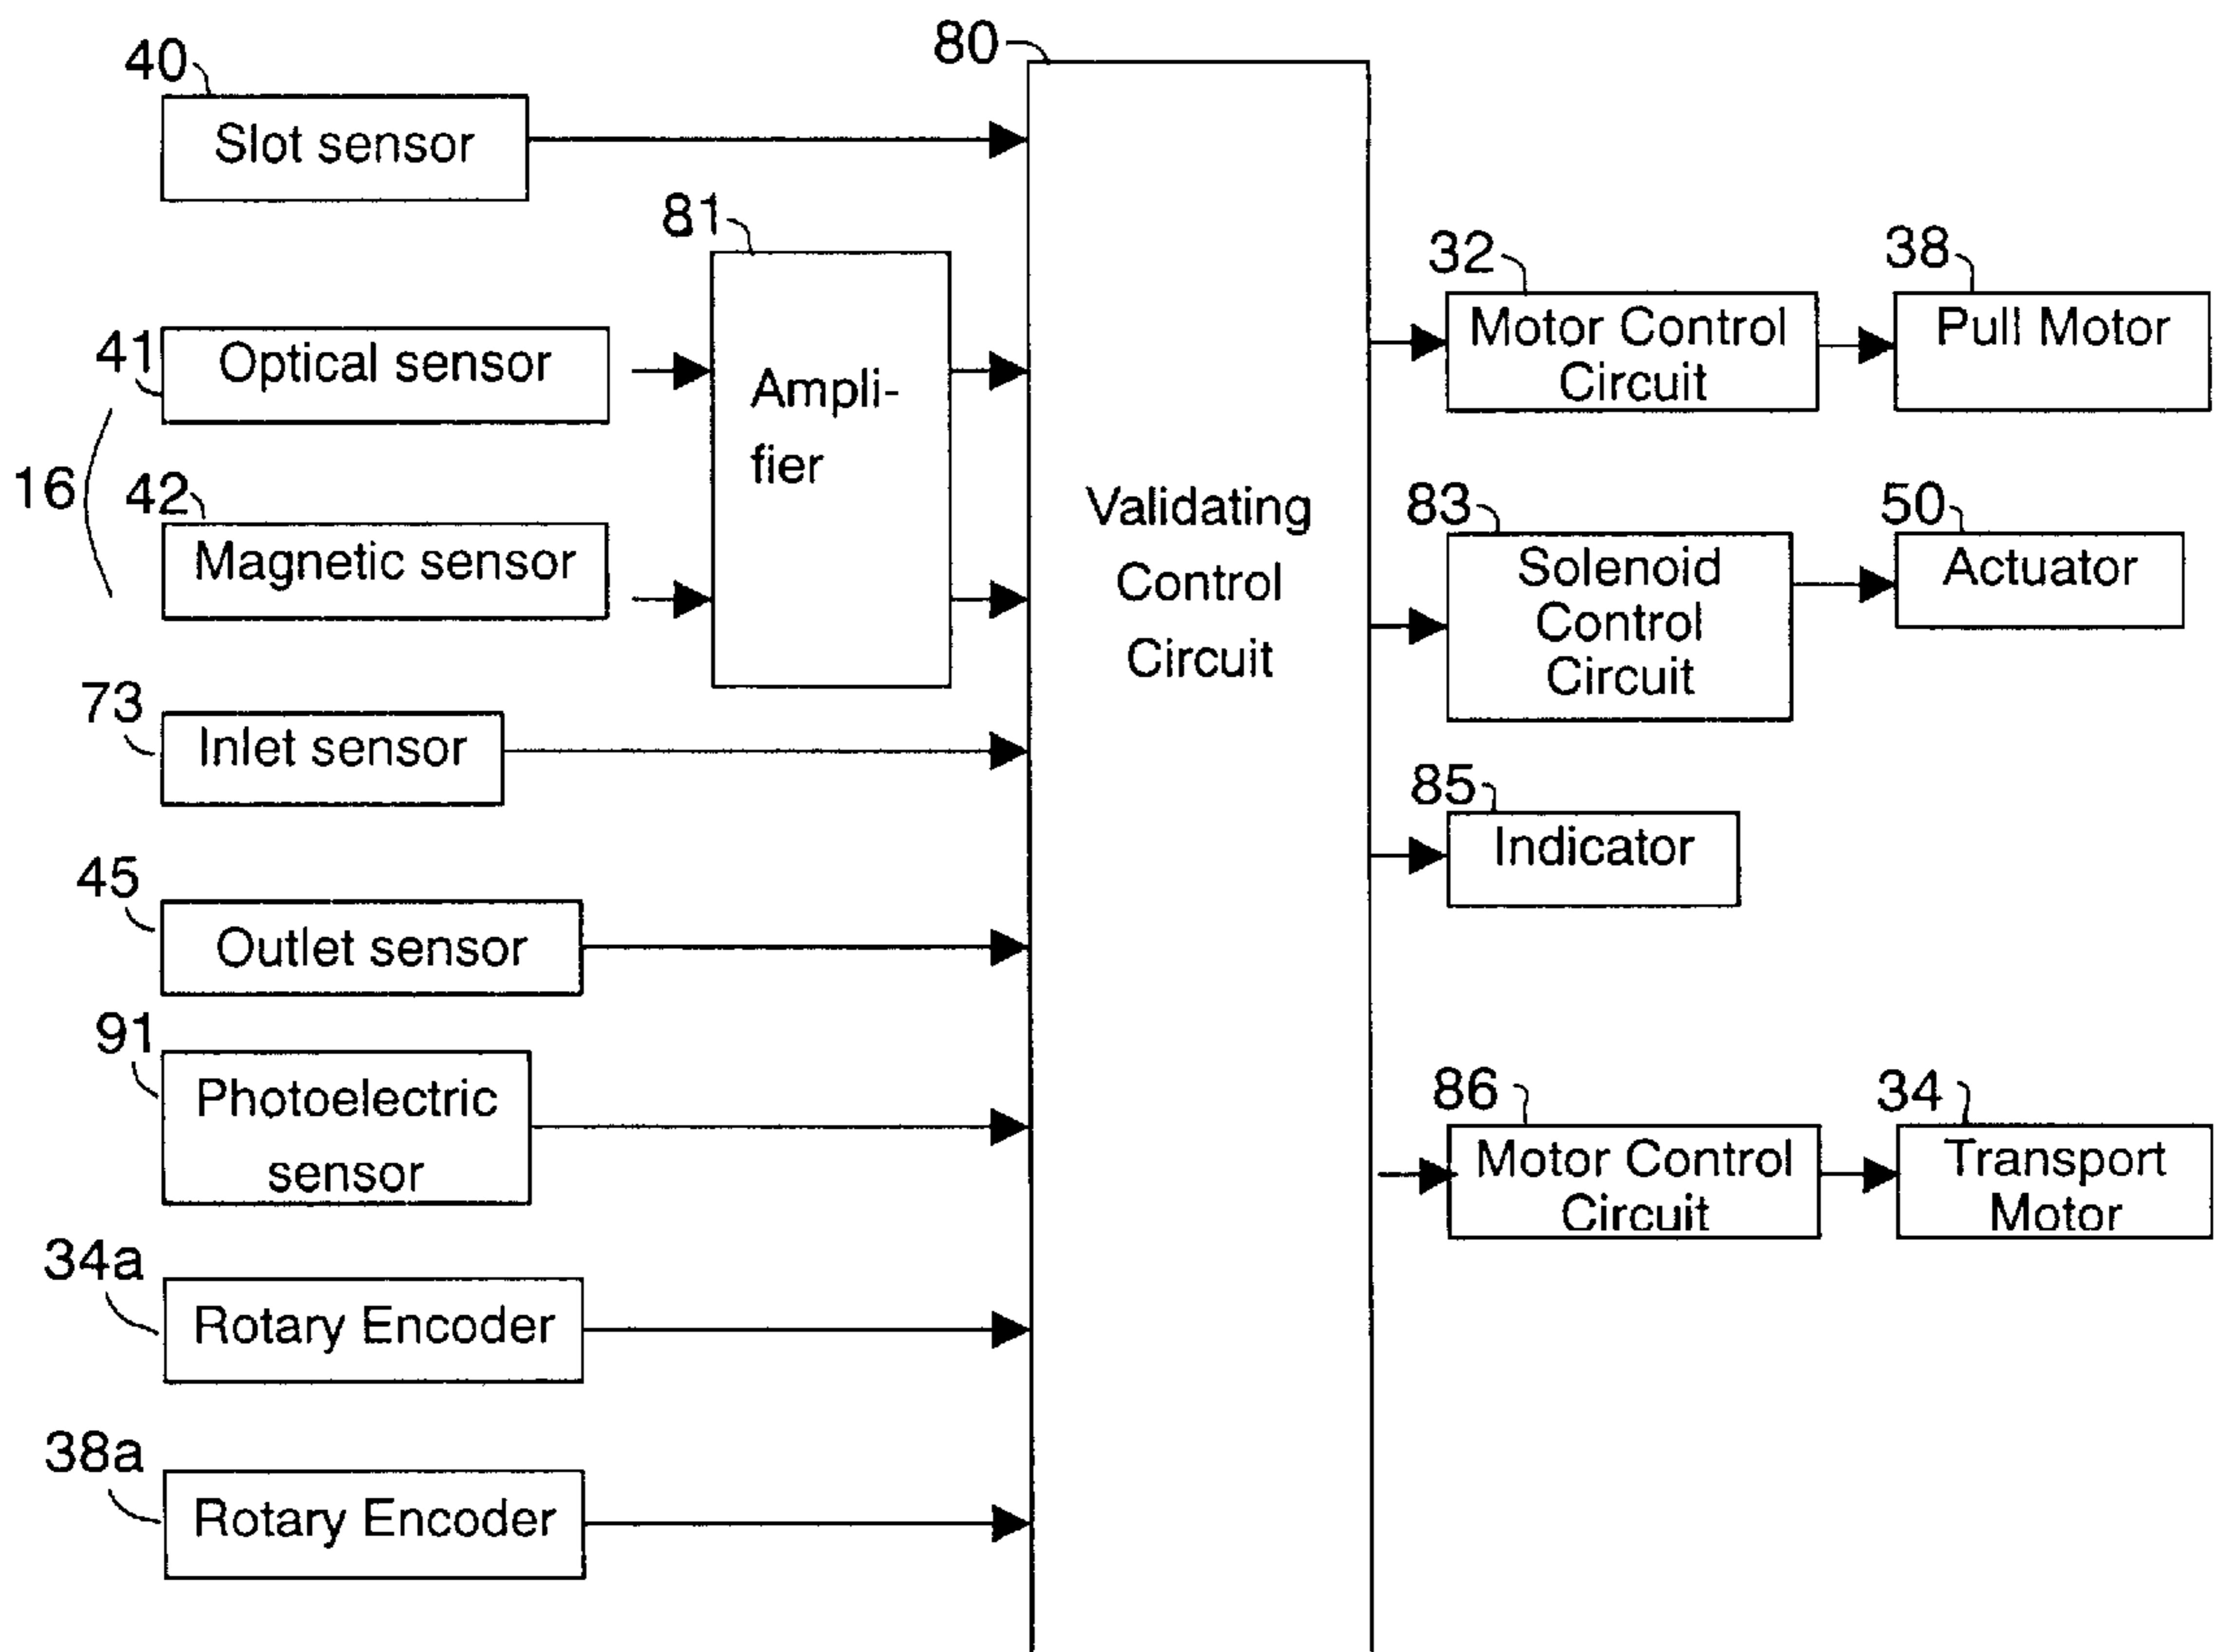 80
40
Slot sensor
81
Ampli-
fier
41
Optical sensor
16
42
Magnetic sensor
73
Inlet sensor
45
Outlet sensor
91
Photoelectric
sensor
34a
Rotary Encoder
38a
Rotary Encoder
Validating
Control
Circuit
32
Motor Control
Circuit
38
Pull Motor
83
Solenoid
Control
Circuit
50
Actuator
85
Indicator
86
Motor Control
Circuit
34
Transport
Motor